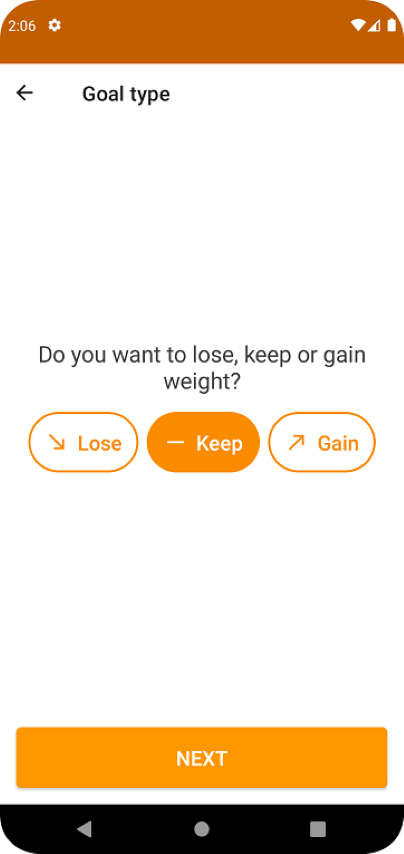 2:06
Goal type
Do you want to lose, keep or gain
weight?
Lose
Keep
Gain
NEXT